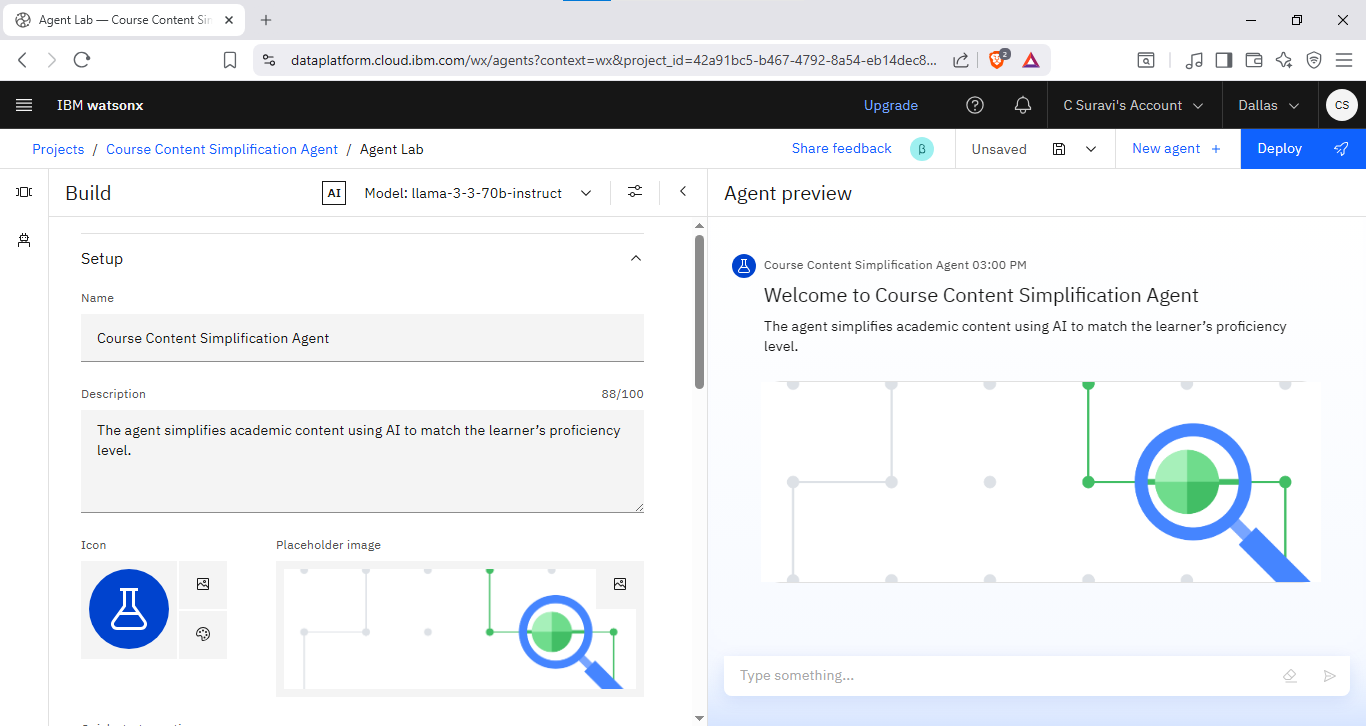 Agent Lab — Course Content Sin
dataplatform.cloud.ibm.com/wx/agents?context=wx&project_id=42a91bc5-b467-4792-8a54-eb14dec8...
2
IBM watsonx
Upgrade
C Suravi's Account
Dallas
CS
Projects / Course Content Simplification Agent / Agent Lab
Share feedback
β
Unsaved
New agent +
Deploy
Build
AI
Model: llama-3-3-70b-instruct
Agent preview
Setup
Name
Course Content Simplification Agent
Description
88/100
The agent simplifies academic content using AI to match the learner’s proficiency
level.
Icon
Placeholder image
Course Content Simplification Agent 03:00 PM
Welcome to Course Content Simplification Agent
The agent simplifies academic content using AI to match the learner’s proficiency
level.
Type something...